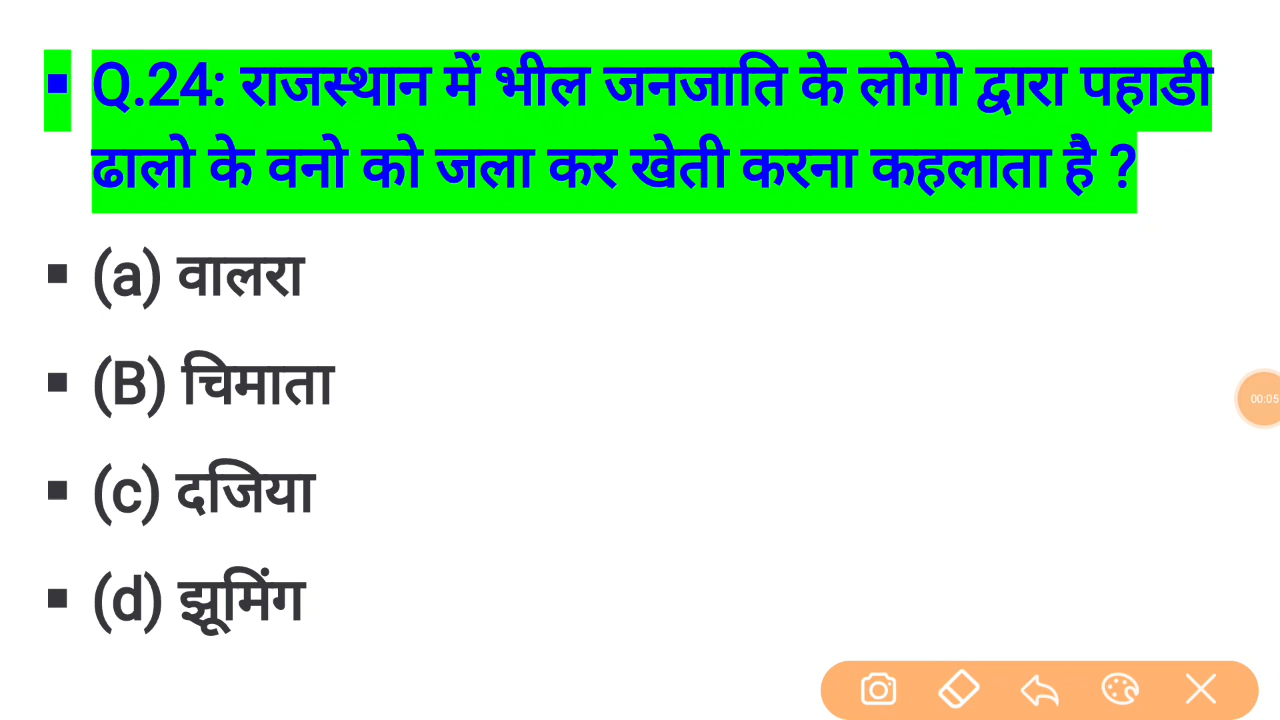 ▪ Q.24: राजस्थान में भील जनजाति के लोगो द्वारा पहाडी
ढालो के वनो को जला कर खेती करना कहलाता है ?
▪ (a) वालरा
▪ (B) चिमाता
▪ (c) दजिया
▪ (d) झूमिंग
00:05